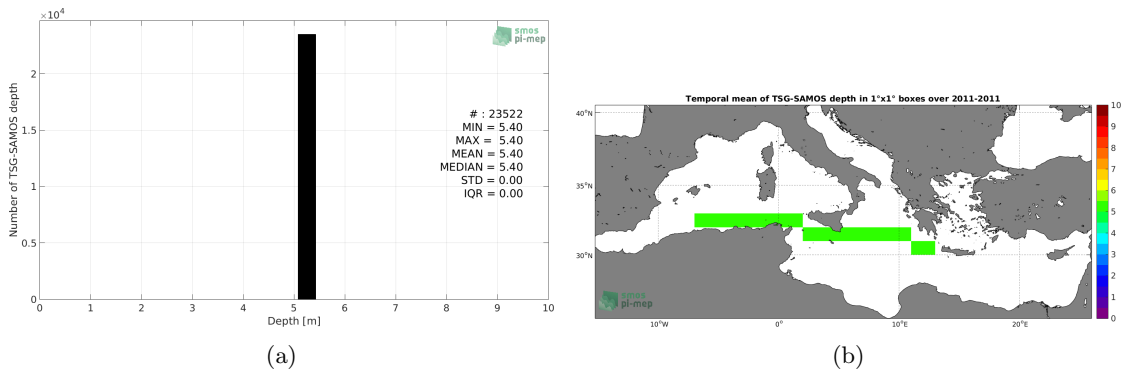 ×10⁴
smos
pi-mep
2
1.5
1
0.5
0
Number of TSG-SAMOS depth
# : 23522
MIN = 5.40
MAX = 5.40
MEAN = 5.40
MEDIAN = 5.40
STD = 0.00
IQR = 0.00
0 1 2 3 4 5 6 7 8 9 10
Depth [m]
(a)
Temporal mean of TSG-SAMOS depth in 1°x1° boxes over 2011-2011
40°N
35°N
30°N
10°W 0° 10°E 20°E
smos
pi-mep
10
9
8
7
6
5
4
3
2
1
0
(b)